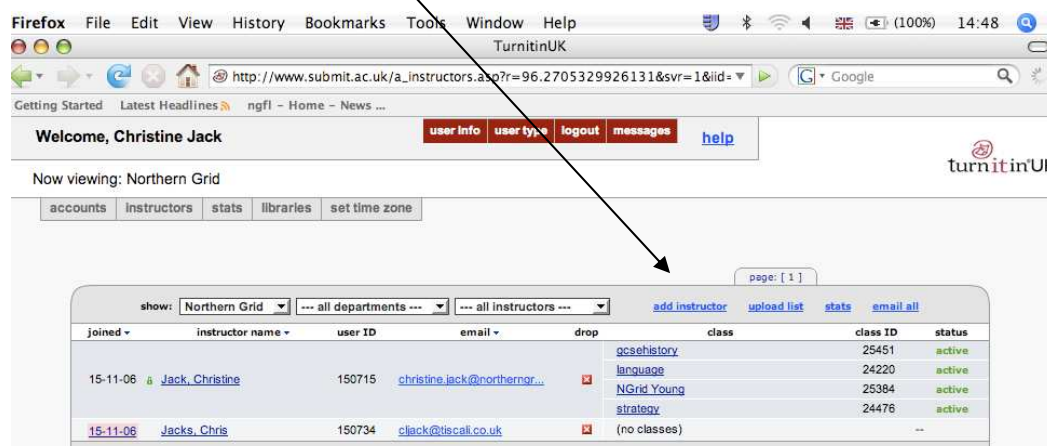 Firefox File Edit View History Bookmarks Tools Window Help (100%) 14:48
TurnitinUK
http://www.submit.ac.uk/a_instructors.asp?r=96.2705329926131&svr=1&iid= Google
Getting Started Latest Headlines ngfl - Home - News ...
Welcome, Christine Jack user info user type logout messages help
turnitin'UK
Now viewing: Northern Grid
accounts instructors stats libraries set time zone
page: [ 1 ]
show: Northern Grid --- all departments --- --- all instructors --- add instructor upload list stats email all
joined instructor name user ID email drop class class ID status
gcsehistory 25451 active
language 24220 active
15-11-06 Jack, Christine 150715 christine.jack@northerngr...
NGrid Young 25384 active
strategy 24476 active
15-11-06 Jacks, Chris 150734 cljack@tiscali.co.uk (no classes) --